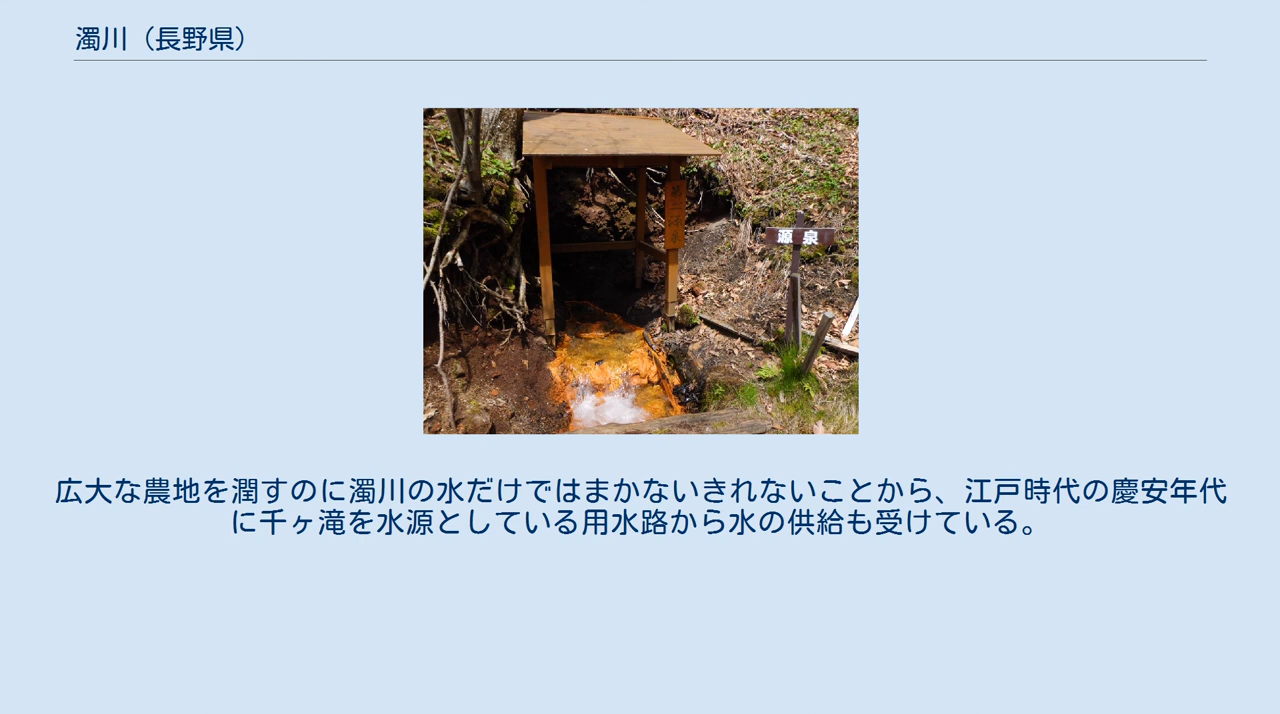 濁川（長野県）
源泉
広大な農地を潤すのに濁川の水だけではまかないきれないことから、江戸時代の慶安年代
に千ヶ滝を水源としている用水路から水の供給も受けている。